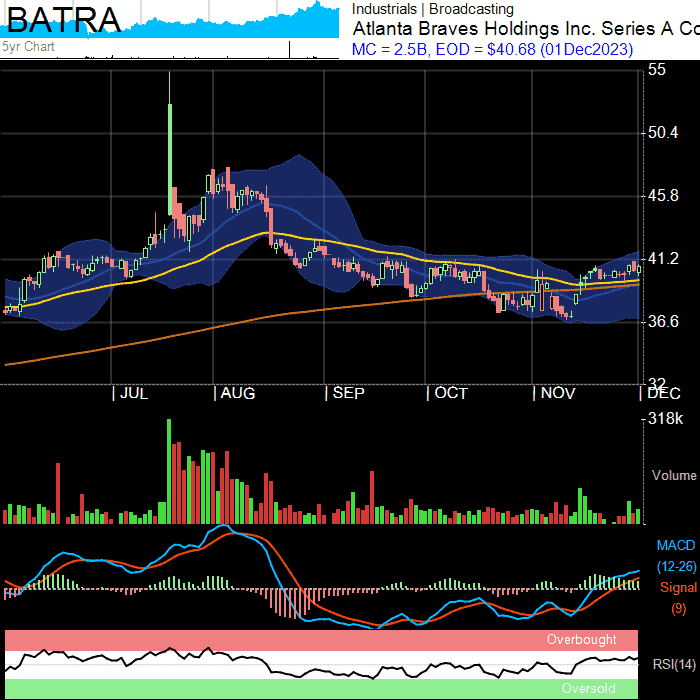 BATRA
5yr Chart
Industrials | Broadcasting
Atlanta Braves Holdings Inc. Series A Co
MC = 2.5B, EOD = $40.68 (01Dec2023)
55
50.4
45.8
41.2
36.6
32
JUL
AUG
SEP
OCT
NOV
DEC
318k
Volume
MACD
(12-26)
Signal
(9)
Overbought
RSI(14)
Oversold